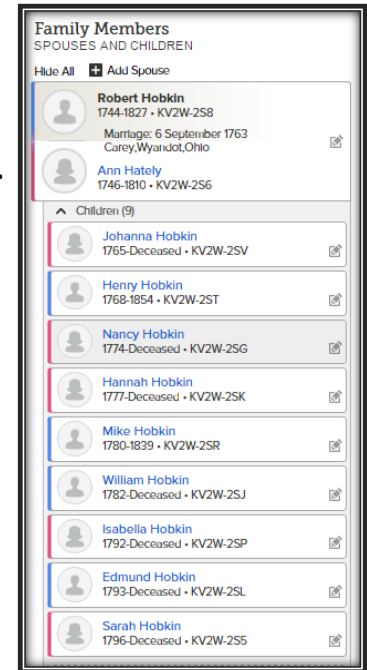 Family Members
SPOUSES AND CHILDREN
Hide All + Add Spouse
Robert Hobkin
1744-1827 • KV2W-2S8
Marriage: 6 September 1763
Carey,Wyandot,Ohio
Ann Hately
1746-1810 • KV2W-2S6
Children (9)
Johanna Hobkin
1765-Deceased • KV2W-2SV
Henry Hobkin
1768-1854 • KV2W-2ST
Nancy Hobkin
1774-Deceased • KV2W-2SG
Hannah Hobkin
1777-Deceased • KV2W-2SK
Mike Hobkin
1780-1839 • KV2W-2SR
William Hobkin
1782-Deceased • KV2W-2SJ
Isabella Hobkin
1792-Deceased • KV2W-2SP
Edmund Hobkin
1793-Deceased • KV2W-2SL
Sarah Hobkin
1796-Deceased • KV2W-2S5